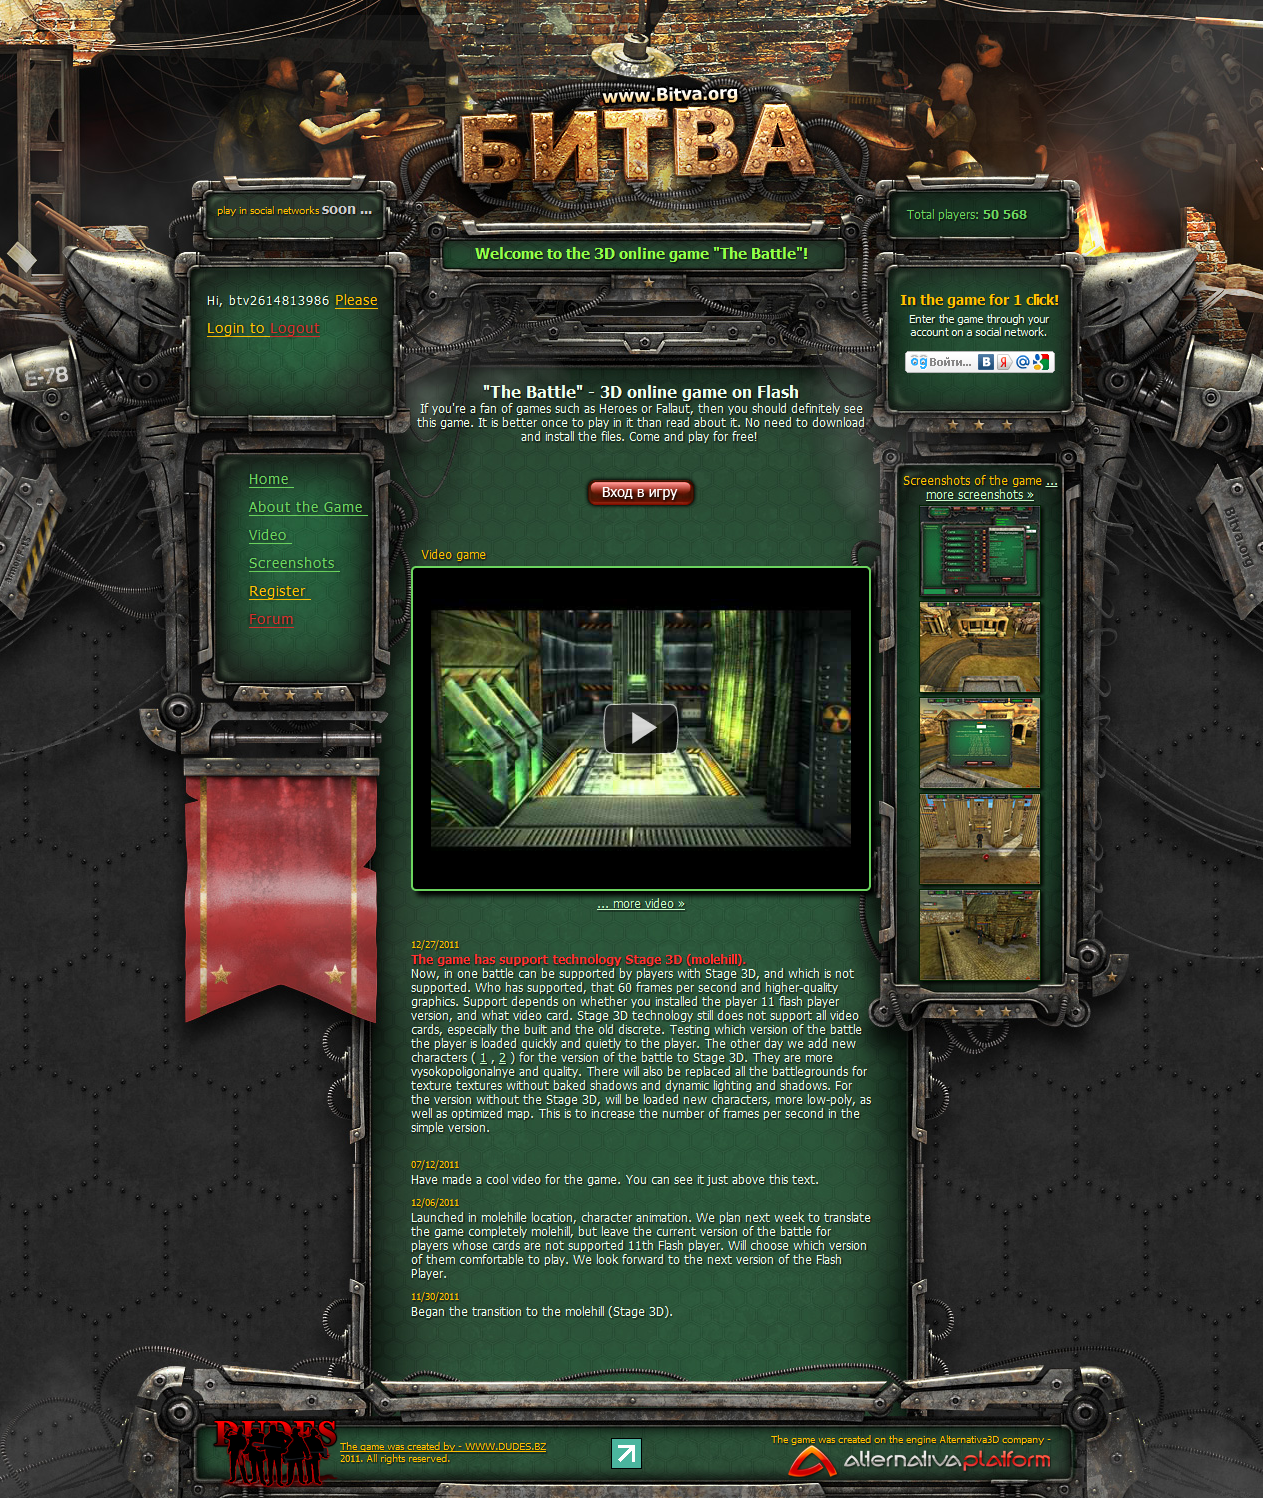 www.Bitva.org
БИТВА
play in social networks soon ...
Total players: 50 568
Welcome to the 3D online game "The Battle"!
Hi, btv2614813986 Please
Login to Logout
In the game for 1 click!
Enter the game through your
account on a social network.
Войти...
E-78
"The Battle" - 3D online game on Flash
If you're a fan of games such as Heroes or Fallaut, then you should definitely see
this game. It is better once to play in it than read about it. No need to download
and install the files. Come and play for free!
Вход в игру
Home
About the Game
Video
Screenshots
Register
Forum
Screenshots of the game ...
more screenshots »
Bitva.org
Video game
... more video »
12/27/2011
The game has support technology Stage 3D (molehill).
Now, in one battle can be supported by players with Stage 3D, and which is not
supported. Who has supported, that 60 frames per second and higher-quality
graphics. Support depends on whether you installed the player 11 flash player
version, and what video card. Stage 3D technology still does not support all video
cards, especially the built and the old discrete. Testing which version of the battle
the player is loaded quickly and quietly to the player. The other day we add new
characters ( 1 , 2 ) for the version of the battle to Stage 3D. They are more
vysokopoligonalnye and quality. There will also be replaced all the battlegrounds for
texture textures without baked shadows and dynamic lighting and shadows. For
the version without the Stage 3D, will be loaded new characters, more low-poly, as
well as optimized map. This is to increase the number of frames per second in the
simple version.
07/12/2011
Have made a cool video for the game. You can see it just above this text.
12/06/2011
Launched in molehille location, character animation. We plan next week to translate
the game completely molehill, but leave the current version of the battle for
players whose cards are not supported 11th Flash player. Will choose which version
of them comfortable to play. We look forward to the next version of the Flash
Player.
11/30/2011
Began the transition to the molehill (Stage 3D).
DUDES
The game was created by - WWW.DUDES.BZ
2011. All rights reserved.
The game was created on the engine Alternativa3D company -
alternativaplatform